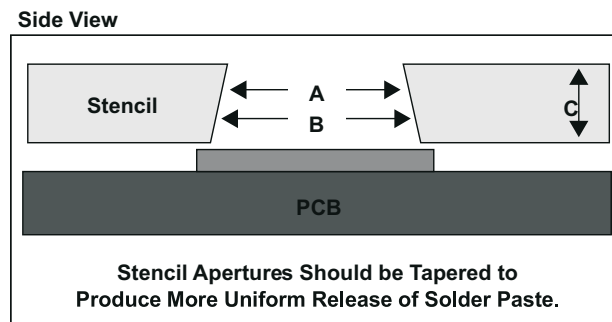 Side View
Stencil
A
B
C
PCB
Stencil Apertures Should be Tapered to
Produce More Uniform Release of Solder Paste.